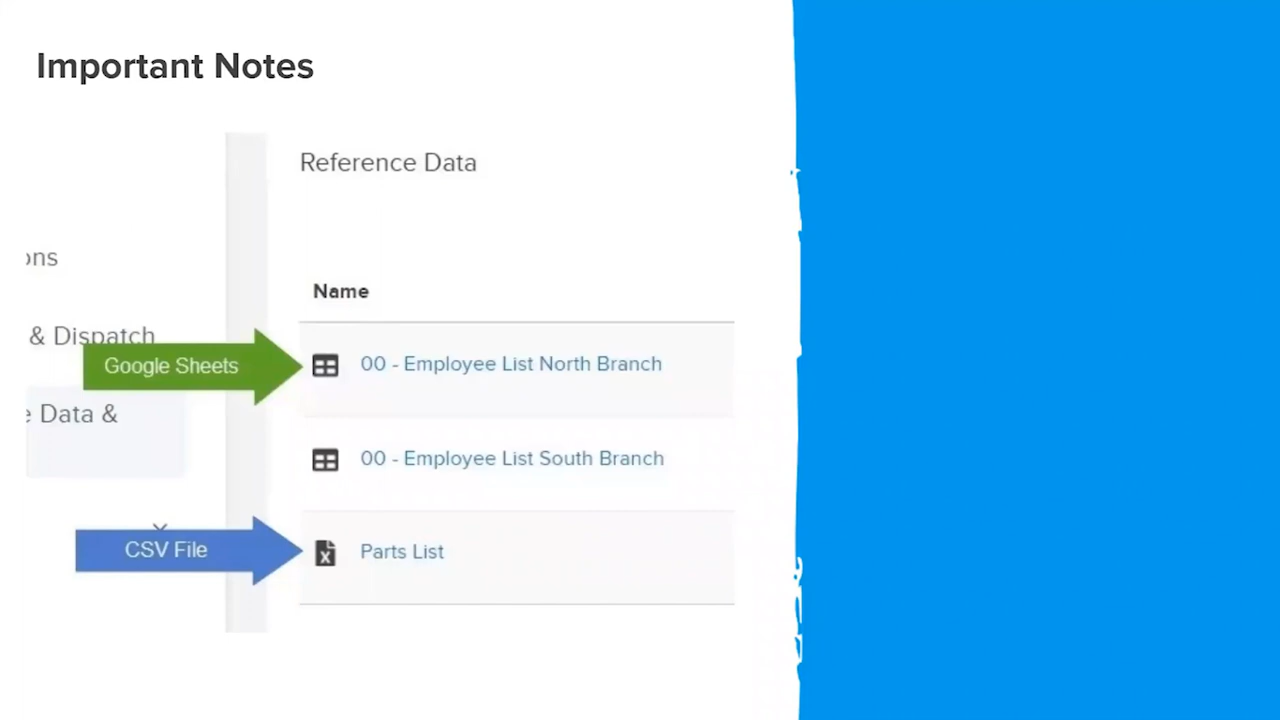 Important Notes
Reference Data
ons
Name
& Dispatch
Google Sheets
00 - Employee List North Branch
e Data &
00 - Employee List South Branch
CSV File
Parts List